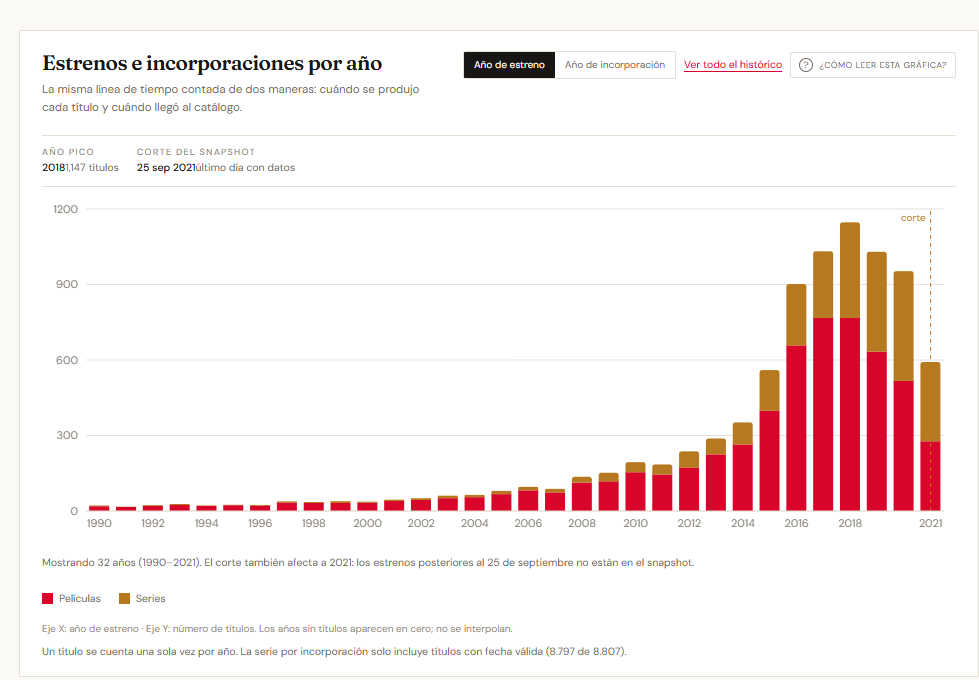 Estrenos e incorporaciones por año
Año de estreno
Año de incorporación
Ver todo el histórico
? ¿CÓMO LEER ESTA GRÁFICA?
La misma línea de tiempo contada de dos maneras: cuándo se produjo
cada título y cuándo llegó al catálogo.
AÑO PICO
20181,147 títulos
CORTE DEL SNAPSHOT
25 sep 2021último día con datos
1200
corte
900
600
300
0
1990 1992 1994 1996 1998 2000 2002 2004 2006 2008 2010 2012 2014 2016 2018 2021
Mostrando 32 años (1990–2021). El corte también afecta a 2021: los estrenos posteriores al 25 de septiembre no están en el snapshot.
Películas Series
Eje X: año de estreno · Eje Y: número de títulos. Los años sin títulos aparecen en cero; no se interpolan.
Un título se cuenta una sola vez por año. La serie por incorporación solo incluye títulos con fecha válida (8.797 de 8.807).